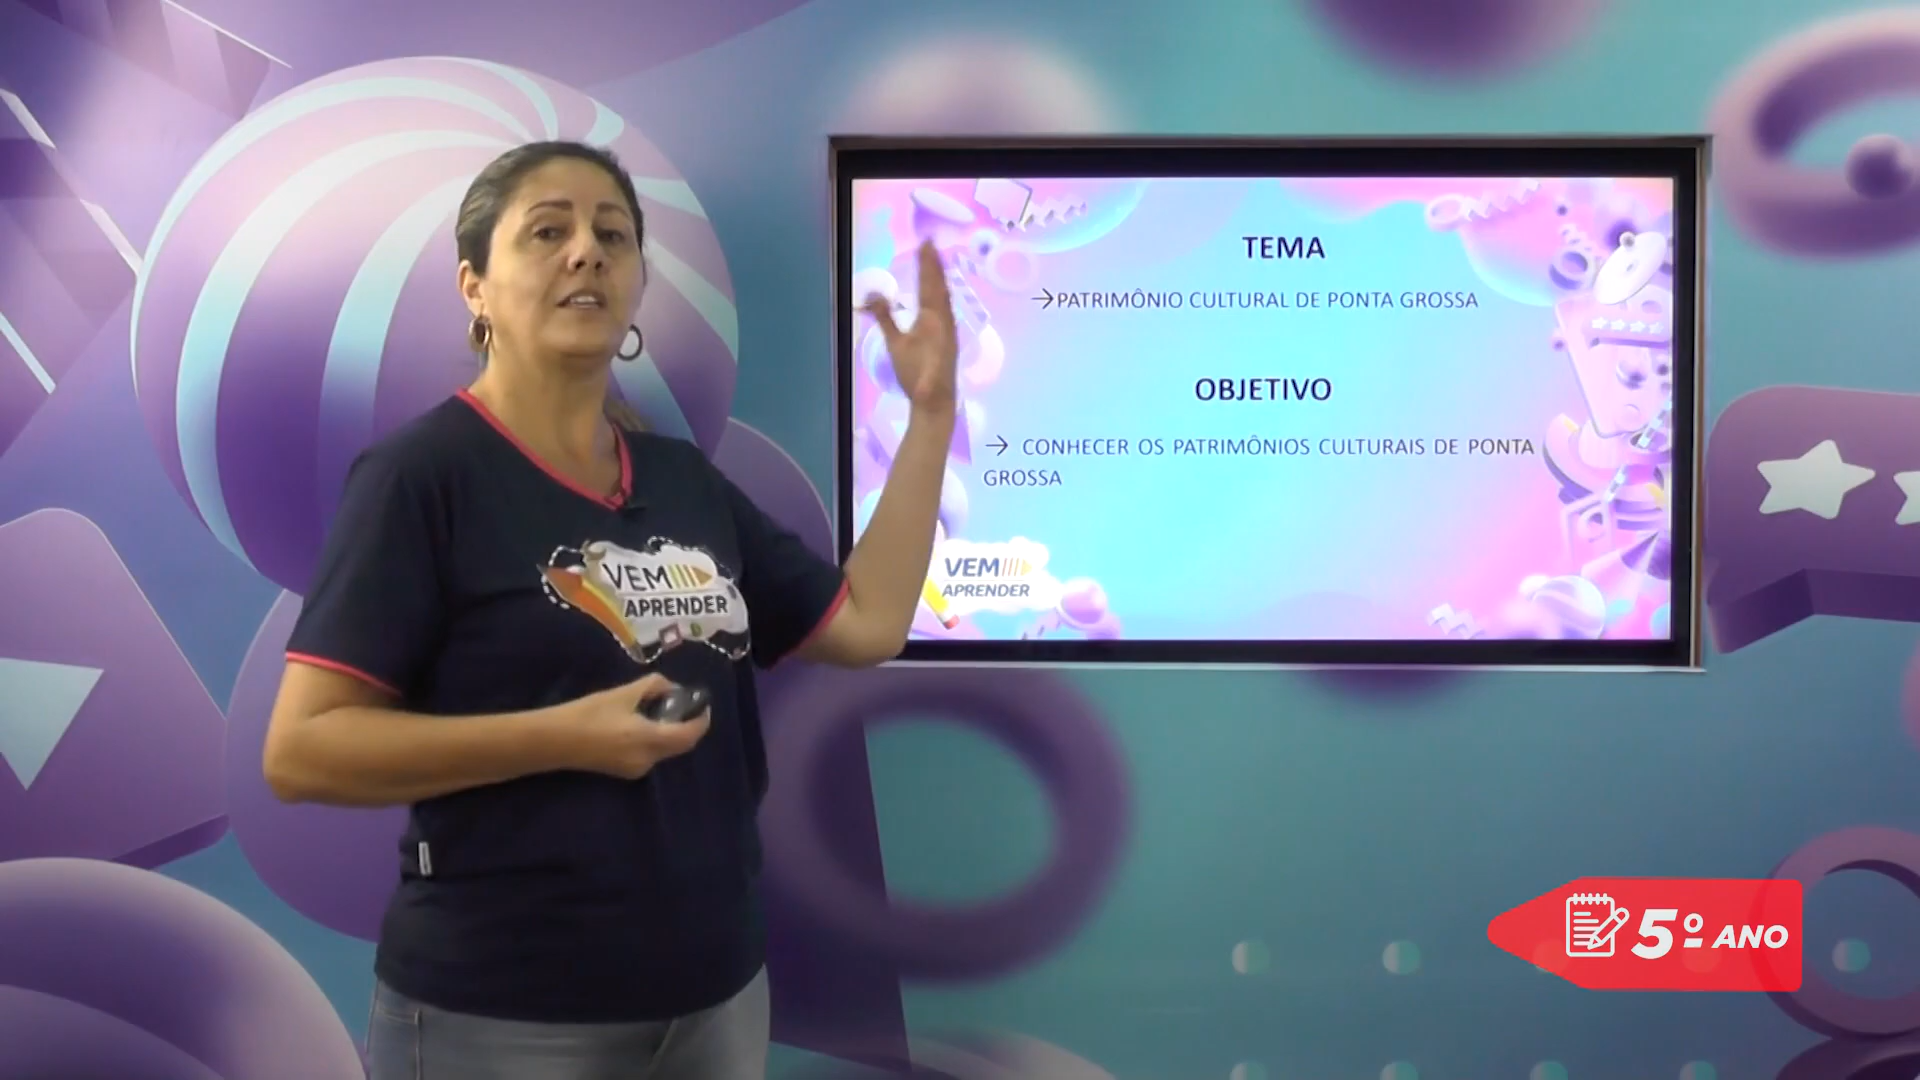 TEMA
→PATRIMÔNIO CULTURAL DE PONTA GROSSA
OBJETIVO
→ CONHECER OS PATRIMÔNIOS CULTURAIS DE PONTA
GROSSA
VEM
APRENDER
VEM
APRENDER
5º ANO